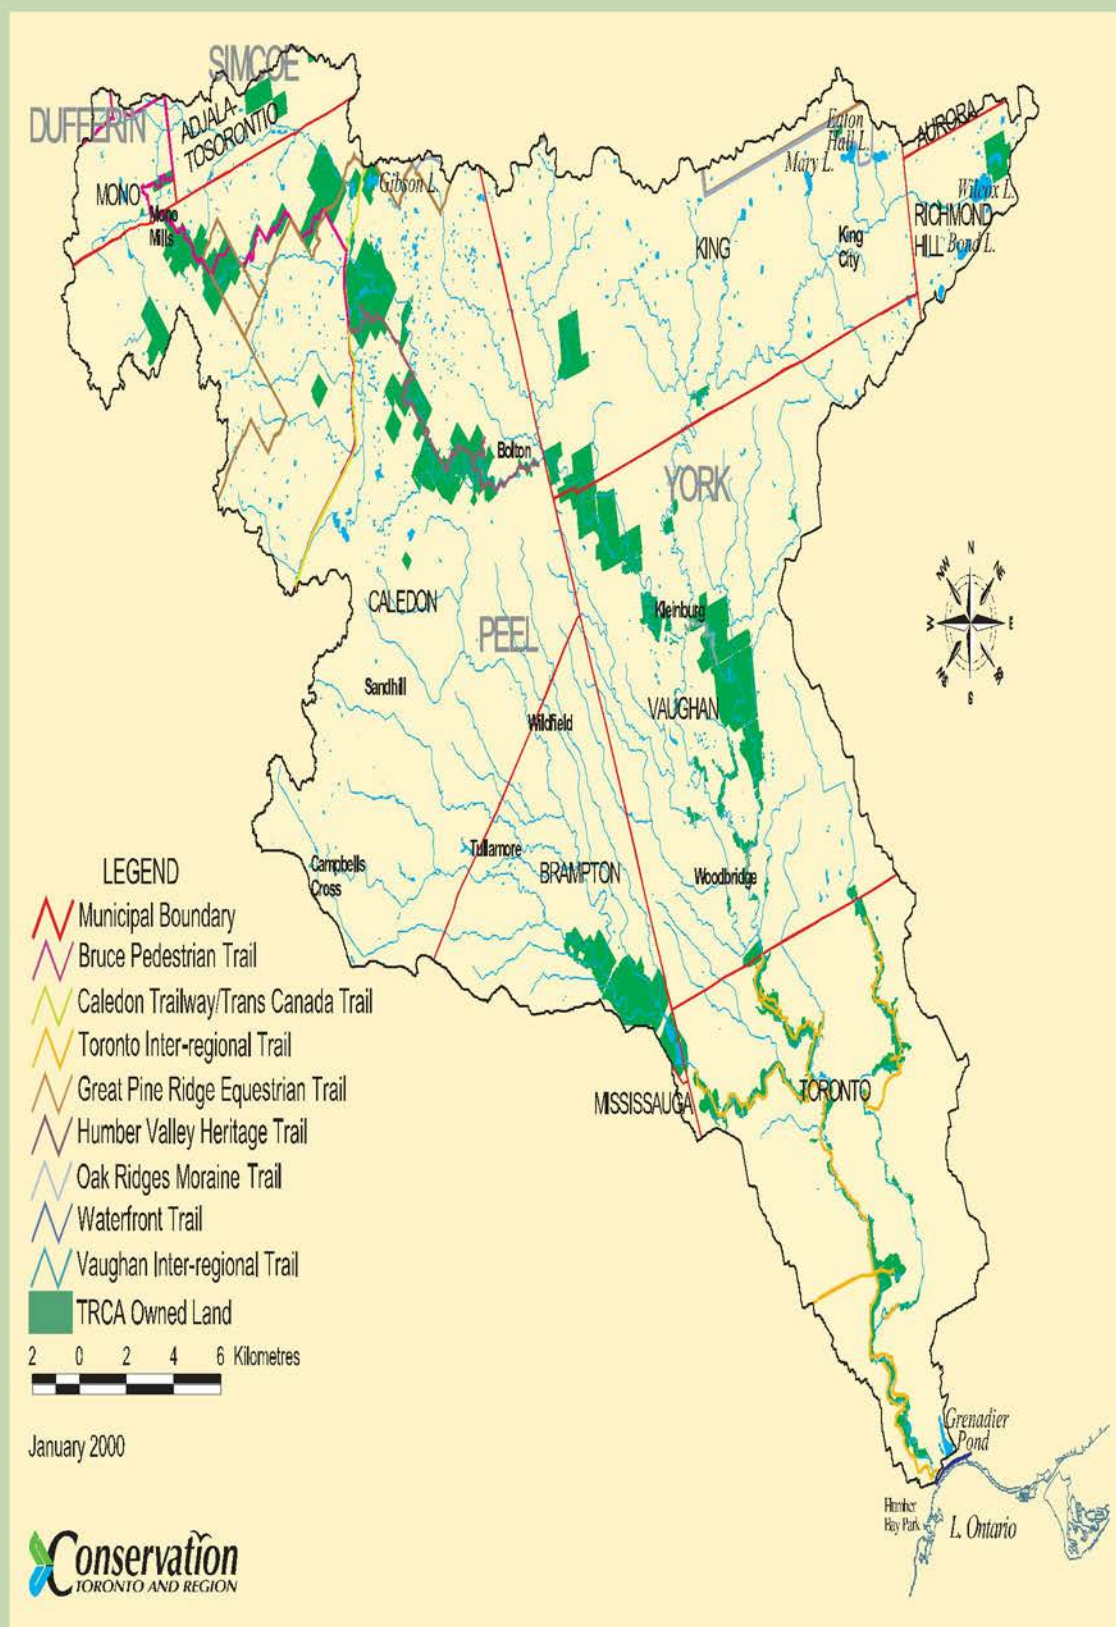 SIMCOE
DUFFERIN
ADJALA-
TOSORONTIO
MONO
Mono
Mills
Gibson L.
Eaton
Hall L.
Mary L.
AURORA
Wilcox L.
RICHMOND
HILL
Bond L.
KING
King
City
Bolton
YORK
CALEDON
PEEL
Kleinburg
Sandhill
VAUGHAN
Wildfield
Tullamore
BRAMPTON
Woodbridge
Campbells
Cross
MISSISSAUGA
TORONTO
N
NE
E
S
W
NW
LEGEND
Municipal Boundary
Bruce Pedestrian Trail
Caledon Trailway/Trans Canada Trail
Toronto Inter-regional Trail
Great Pine Ridge Equestrian Trail
Humber Valley Heritage Trail
Oak Ridges Moraine Trail
Waterfront Trail
Vaughan Inter-regional Trail
TRCA Owned Land
2 0 2 4 6 Kilometres
January 2000
Grenadier
Pond
Humber
Bay Park
L. Ontario
Conservation
TORONTO AND REGION